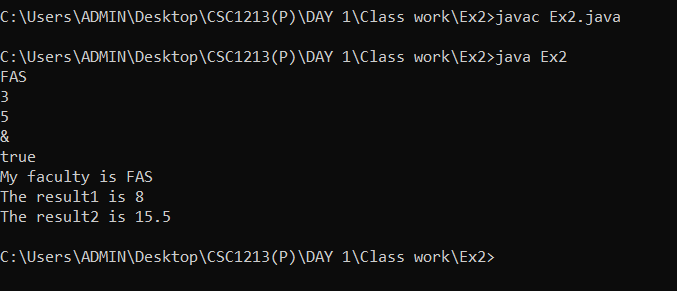 C:\Users\ADMIN\Desktop\CSC1213(P)\DAY 1\Class work\Ex2>javac Ex2.java
C:\Users\ADMIN\Desktop\CSC1213(P)\DAY 1\Class work\Ex2>java Ex2
FAS
3
5
&
true
My faculty is FAS
The result1 is 8
The result2 is 15.5
C:\Users\ADMIN\Desktop\CSC1213(P)\DAY 1\Class work\Ex2>